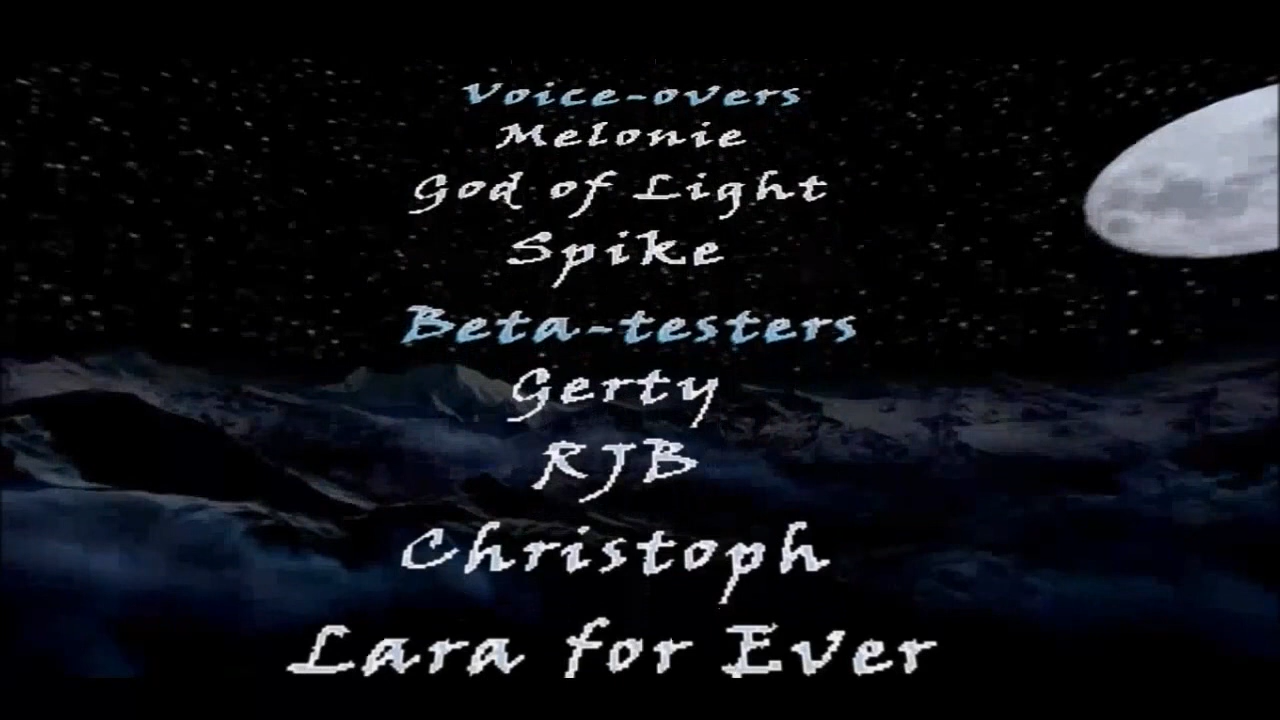 Voice-overs
Melonie
God of Light
Spike
Beta-testers
Gerty
RJB
Christoph
Lara for Ever